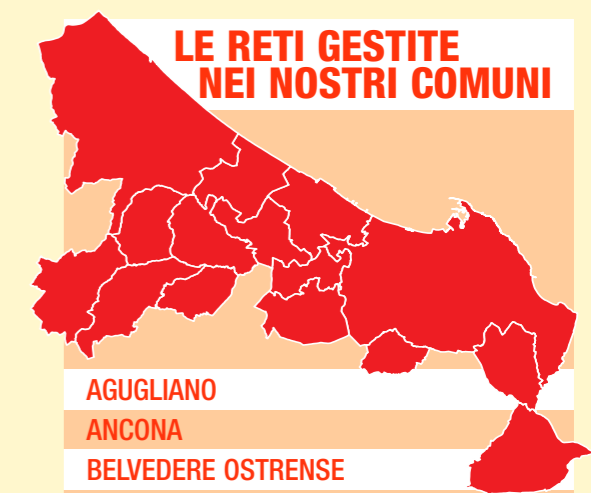 LE RETI GESTITE
NEI NOSTRI COMUNI
AGUGLIANO
ANCONA
BELVEDERE OSTRENSE